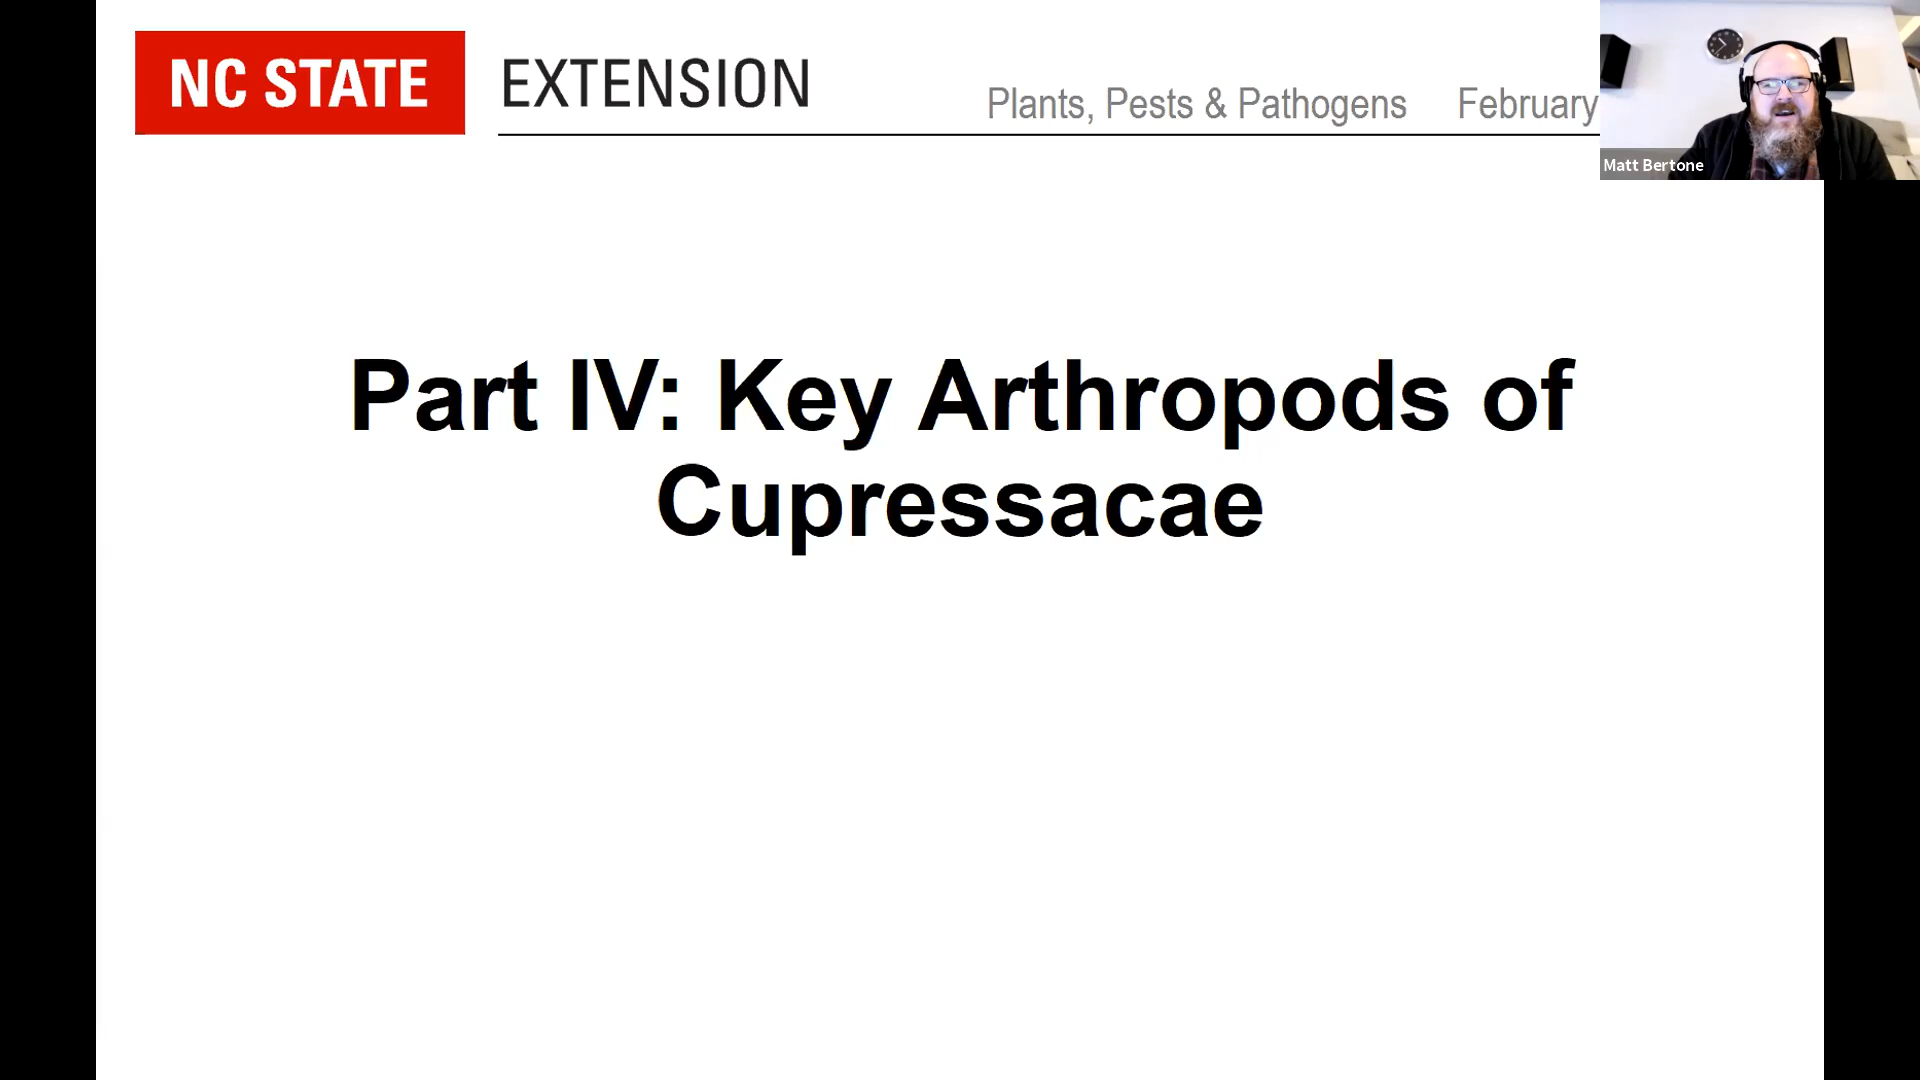 NC STATE EXTENSION
Plants, Pests & Pathogens February
Matt Bertone
Part IV: Key Arthropods of
Cupressacae